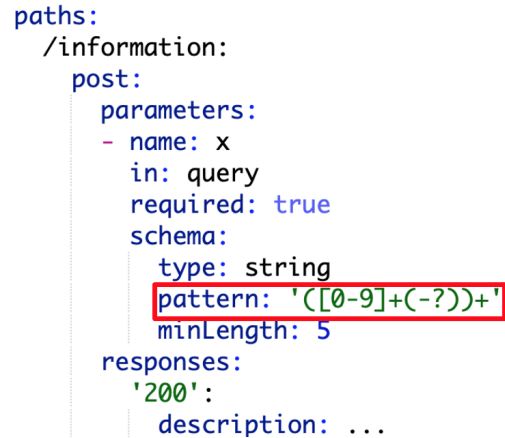 paths:
  /information:
    post:
      parameters:
      - name: x
        in: query
        required: true
        schema:
          type: string
          pattern: '([0-9]+(-?))+'
          minLength: 5
      responses:
        '200':
          description: ...